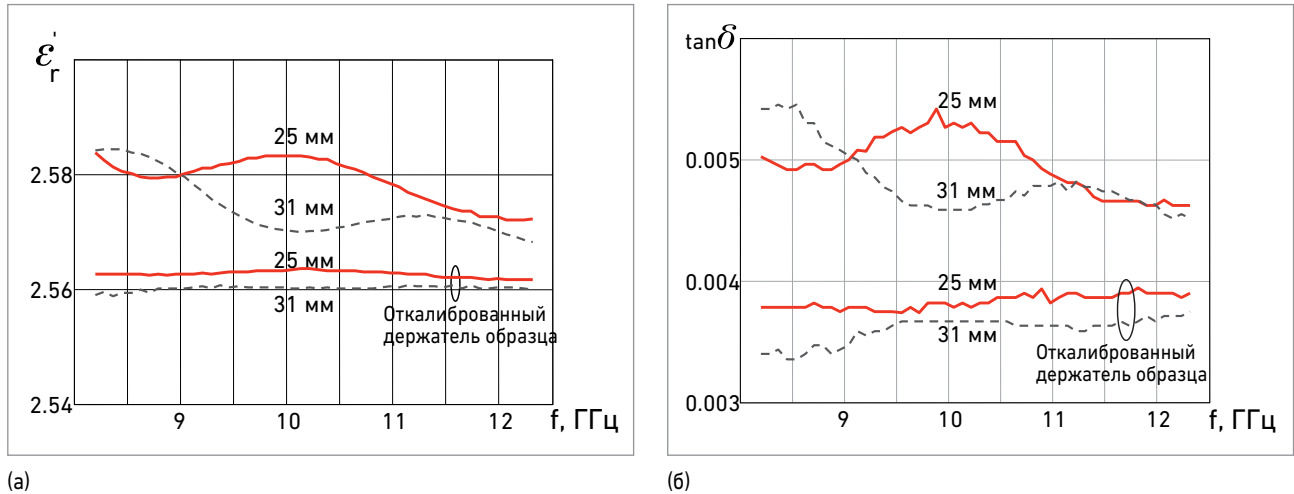 ε'r
25 мм
2.58
31 мм
25 мм
2.56
31 мм
Откалиброванный
держатель образца
2.54
9
10
11
12
f, ГГц
(а)
tanδ
25 мм
0.005
31 мм
25 мм
0.004
31 мм
Откалиброванный
держатель образца
0.003
9
10
11
12
f, ГГц
(б)